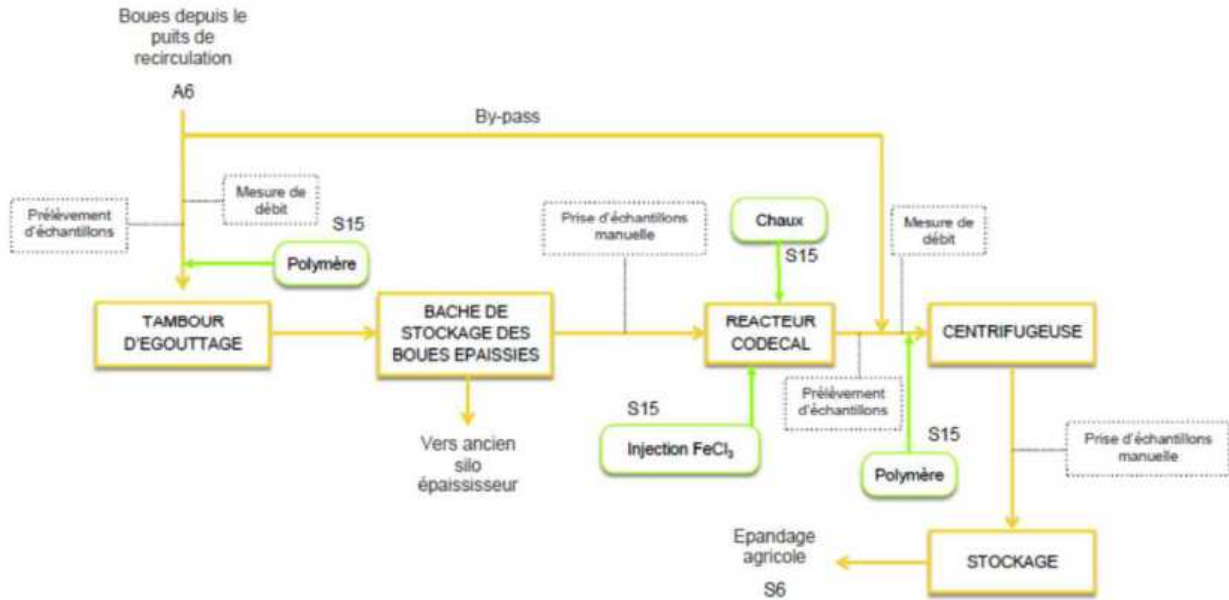 Boues depuis le
puits de
recirculation
A6
By-pass
Mesure de
débit
Prélèvement
d'échantillons
S15
Polymère
Prise d'échantillons
manuelle
Chaux
S15
Mesure de
débit
TAMBOUR
D'EGOUTTAGE
BACHE DE
STOCKAGE DES
BOUES EPAISSIES
REACTEUR
CODECAL
CENTRIFUGEUSE
Prélèvement
d'échantillons
S15
Injection FeCl₃
Vers ancien
silo
épaississeur
S15
Polymère
Prise d'échantillons
manuelle
Epandage
agricole
S6
STOCKAGE